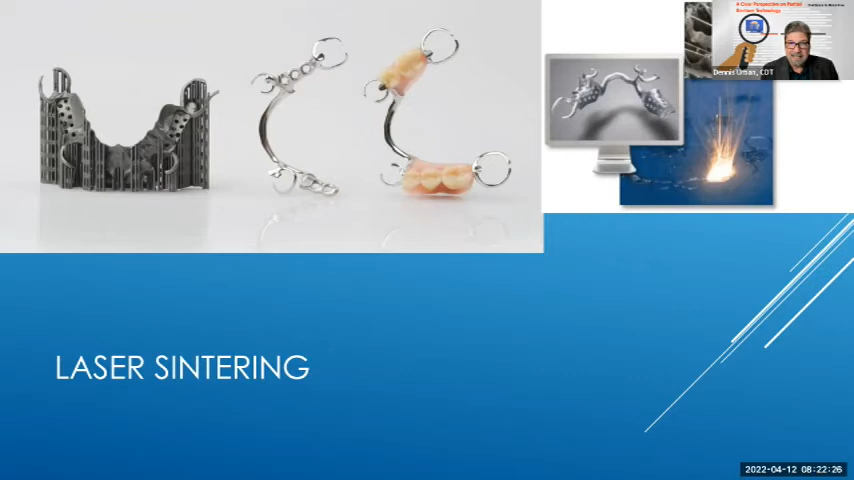 A Clear Perspective on Partial
Denture Technology
Dennis Urban, CDT
LASER SINTERING
2022-04-12 08:22:26